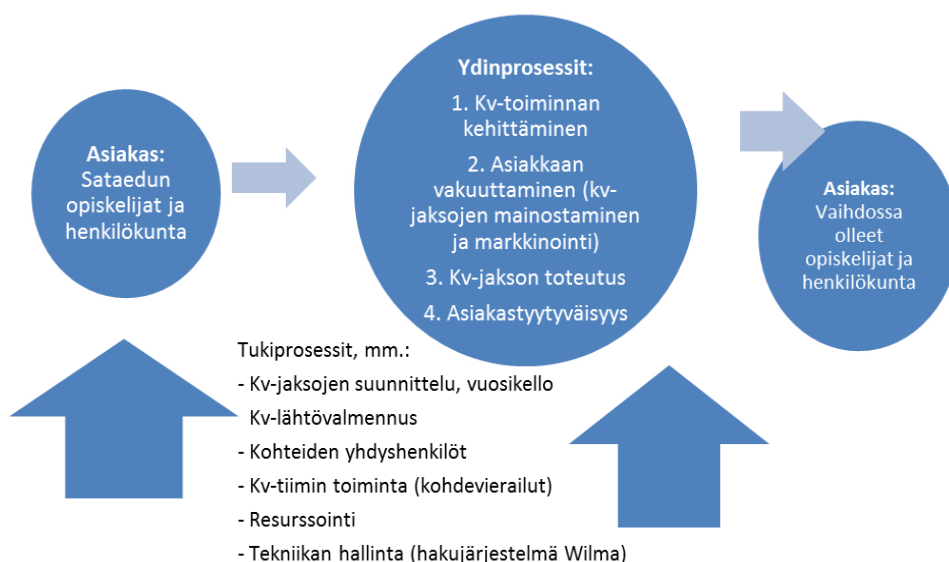 Asiakas:
Sataedun
opiskelijat ja
henkilökunta
Ydinprosessit:
1. Kv-toiminnan
kehittäminen
2. Asiakkaan
vakuuttaminen (kv-
jaksojen mainostaminen
ja markkinointi)
3. Kv-jakson toteutus
4. Asiakastyytyväisyys
Asiakas:
Vaihdossa
olleet
opiskelijat ja
henkilökunta
Tukiprosessit, mm.:
- Kv-jaksojen suunnittelu, vuosikello
Kv-lähtövalmennus
- Kohteiden yhdyshenkilöt
- Kv-tiimin toiminta (kohdevierailut)
- Resurssointi
- Tekniikan hallinta (hakujärjestelmä Wilma)